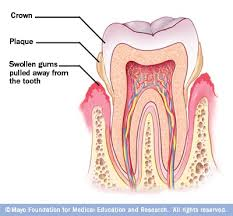 Crown
Plaque
Swollen gums
pulled away from
the tooth
© Mayo Foundation for Medical Education and Research. All rights reserved.